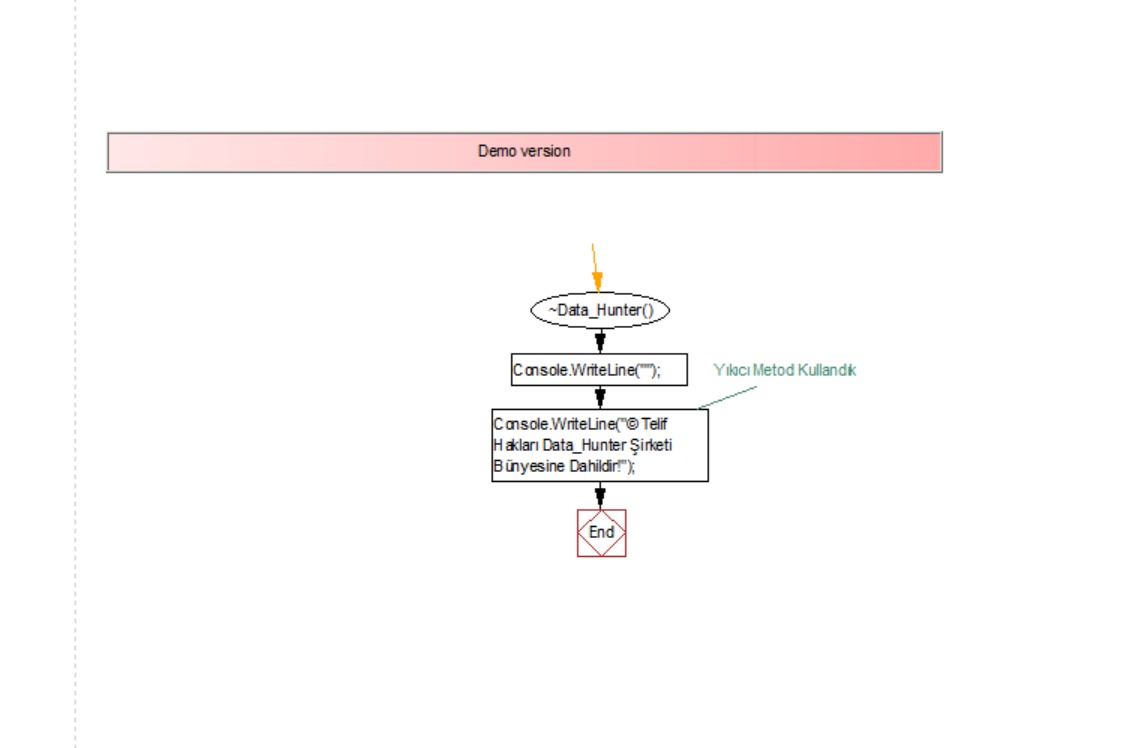 Demo version
~Data_Hunter()
Console.WriteLine("");
Yıkıcı Metod Kullandık
Console.WriteLine("© Telif
Hakları Data_Hunter Şirketi
Bünyesine Dahildir!");
End